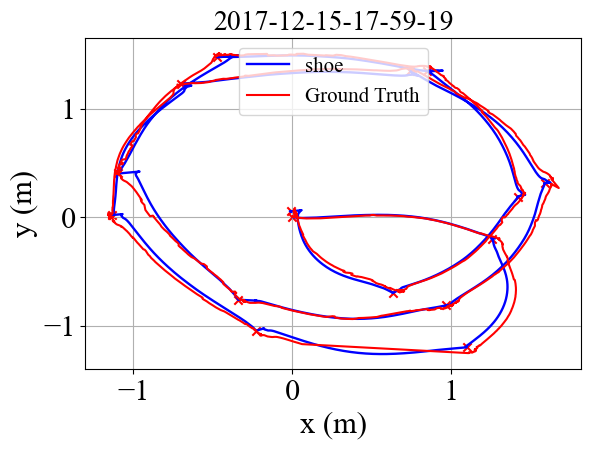 2017-12-15-17-59-19
shoe
Ground Truth
1
0
−1
y (m)
−1 0 1
x (m)